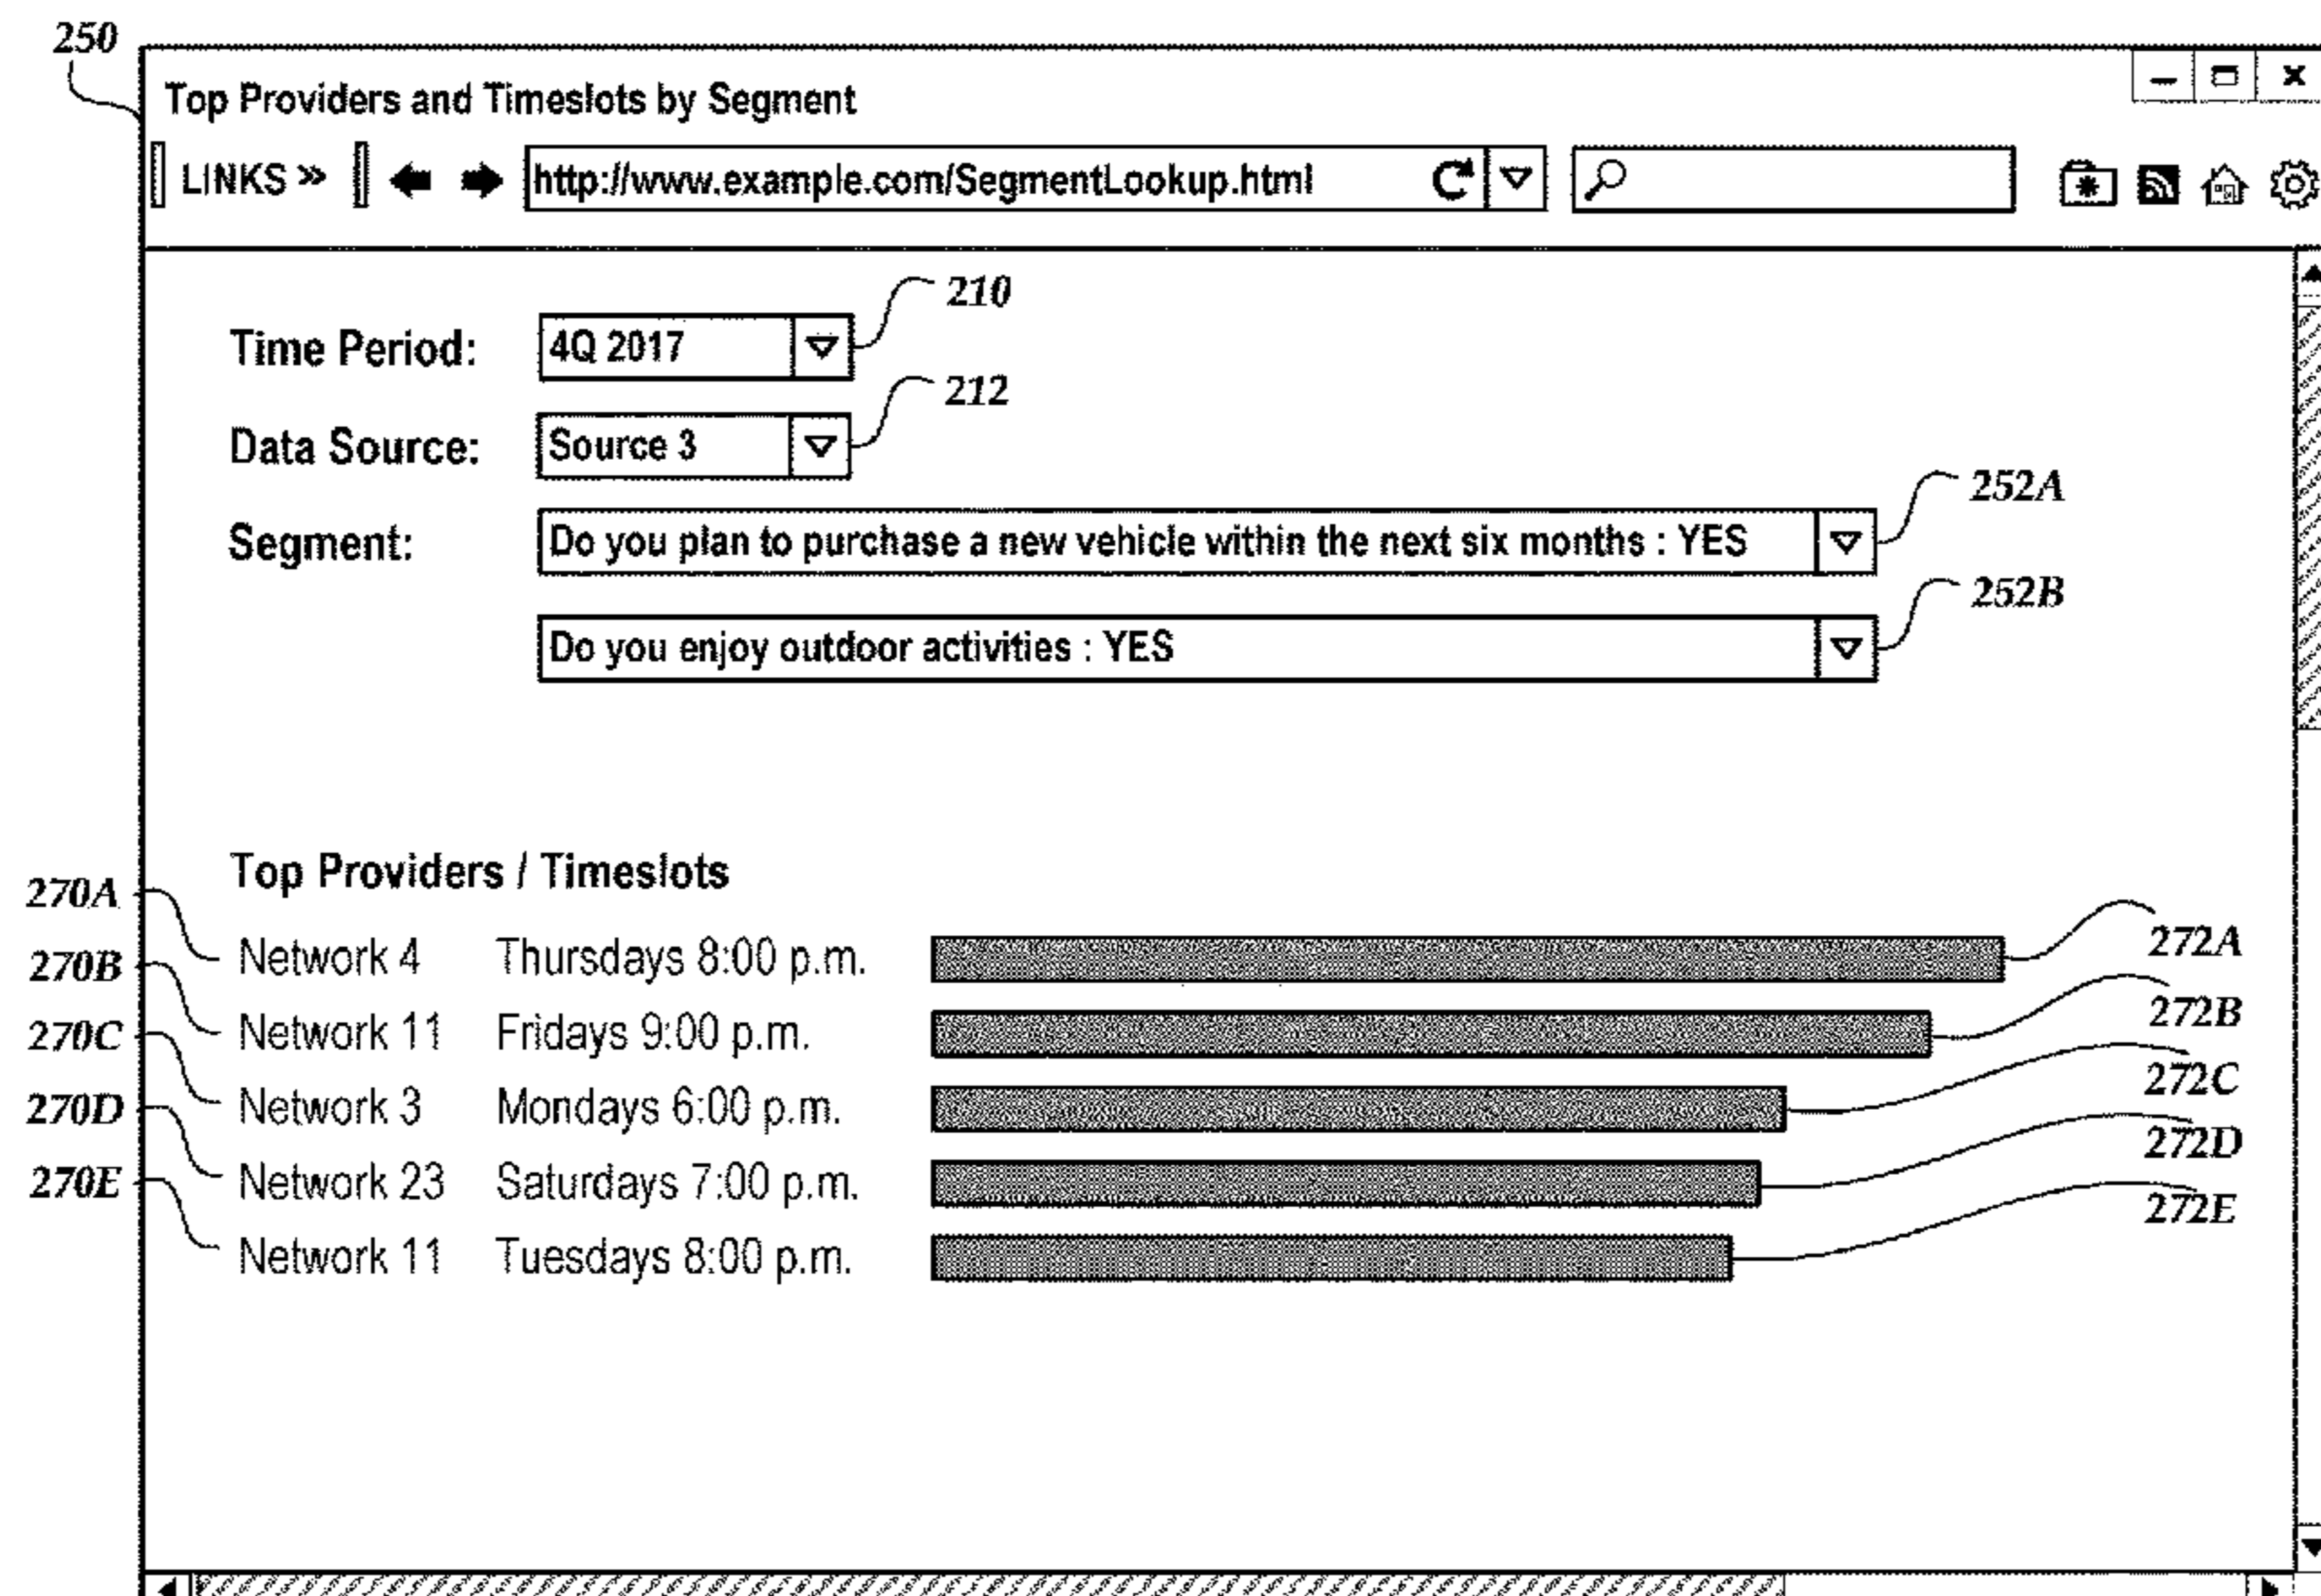 250
Top Providers and Timeslots by Segment
LINKS » http://www.example.com/SegmentLookup.html
210
Time Period: 4Q 2017
212
Data Source: Source 3
252A
Segment: Do you plan to purchase a new vehicle within the next six months : YES
252B
Do you enjoy outdoor activities : YES
Top Providers / Timeslots
270A
Network 4 Thursdays 8:00 p.m. 272A
270B
Network 11 Fridays 9:00 p.m. 272B
270C
Network 3 Mondays 6:00 p.m. 272C
270D
Network 23 Saturdays 7:00 p.m. 272D
270E
Network 11 Tuesdays 8:00 p.m. 272E